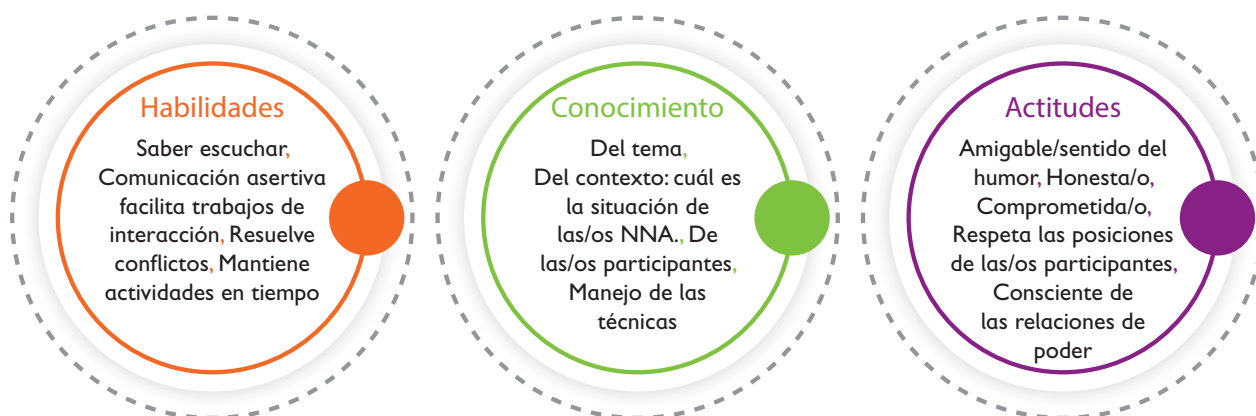 Habilidades
Saber escuchar,
Comunicación asertiva
facilita trabajos de
interacción, Resuelve
conflictos, Mantiene
actividades en tiempo
Conocimiento
Del tema,
Del contexto: cuál es
la situación de
las/os NNA., De
las/os participantes,
Manejo de las
técnicas
Actitudes
Amigable/sentido del
humor, Honesta/o,
Comprometida/o,
Respeta las posiciones
de las/os participantes,
Consciente de
las relaciones de
poder